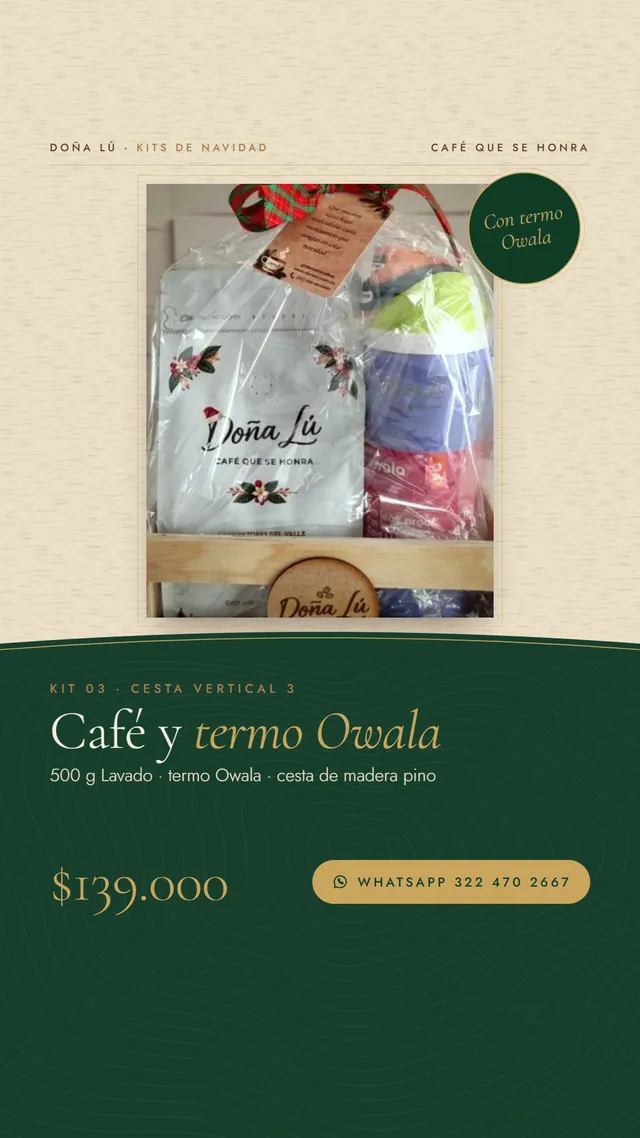 DOÑA LÚ · KITS DE NAVIDAD
CAFÉ QUE SE HONRA
Con termo
Owala
Doña Lú
CAFÉ QUE SE HONRA
Doña Lú
KIT 03 · CESTA VERTICAL 3
Café y termo Owala
500 g Lavado · termo Owala · cesta de madera pino
$139.000
WHATSAPP 322 470 2667